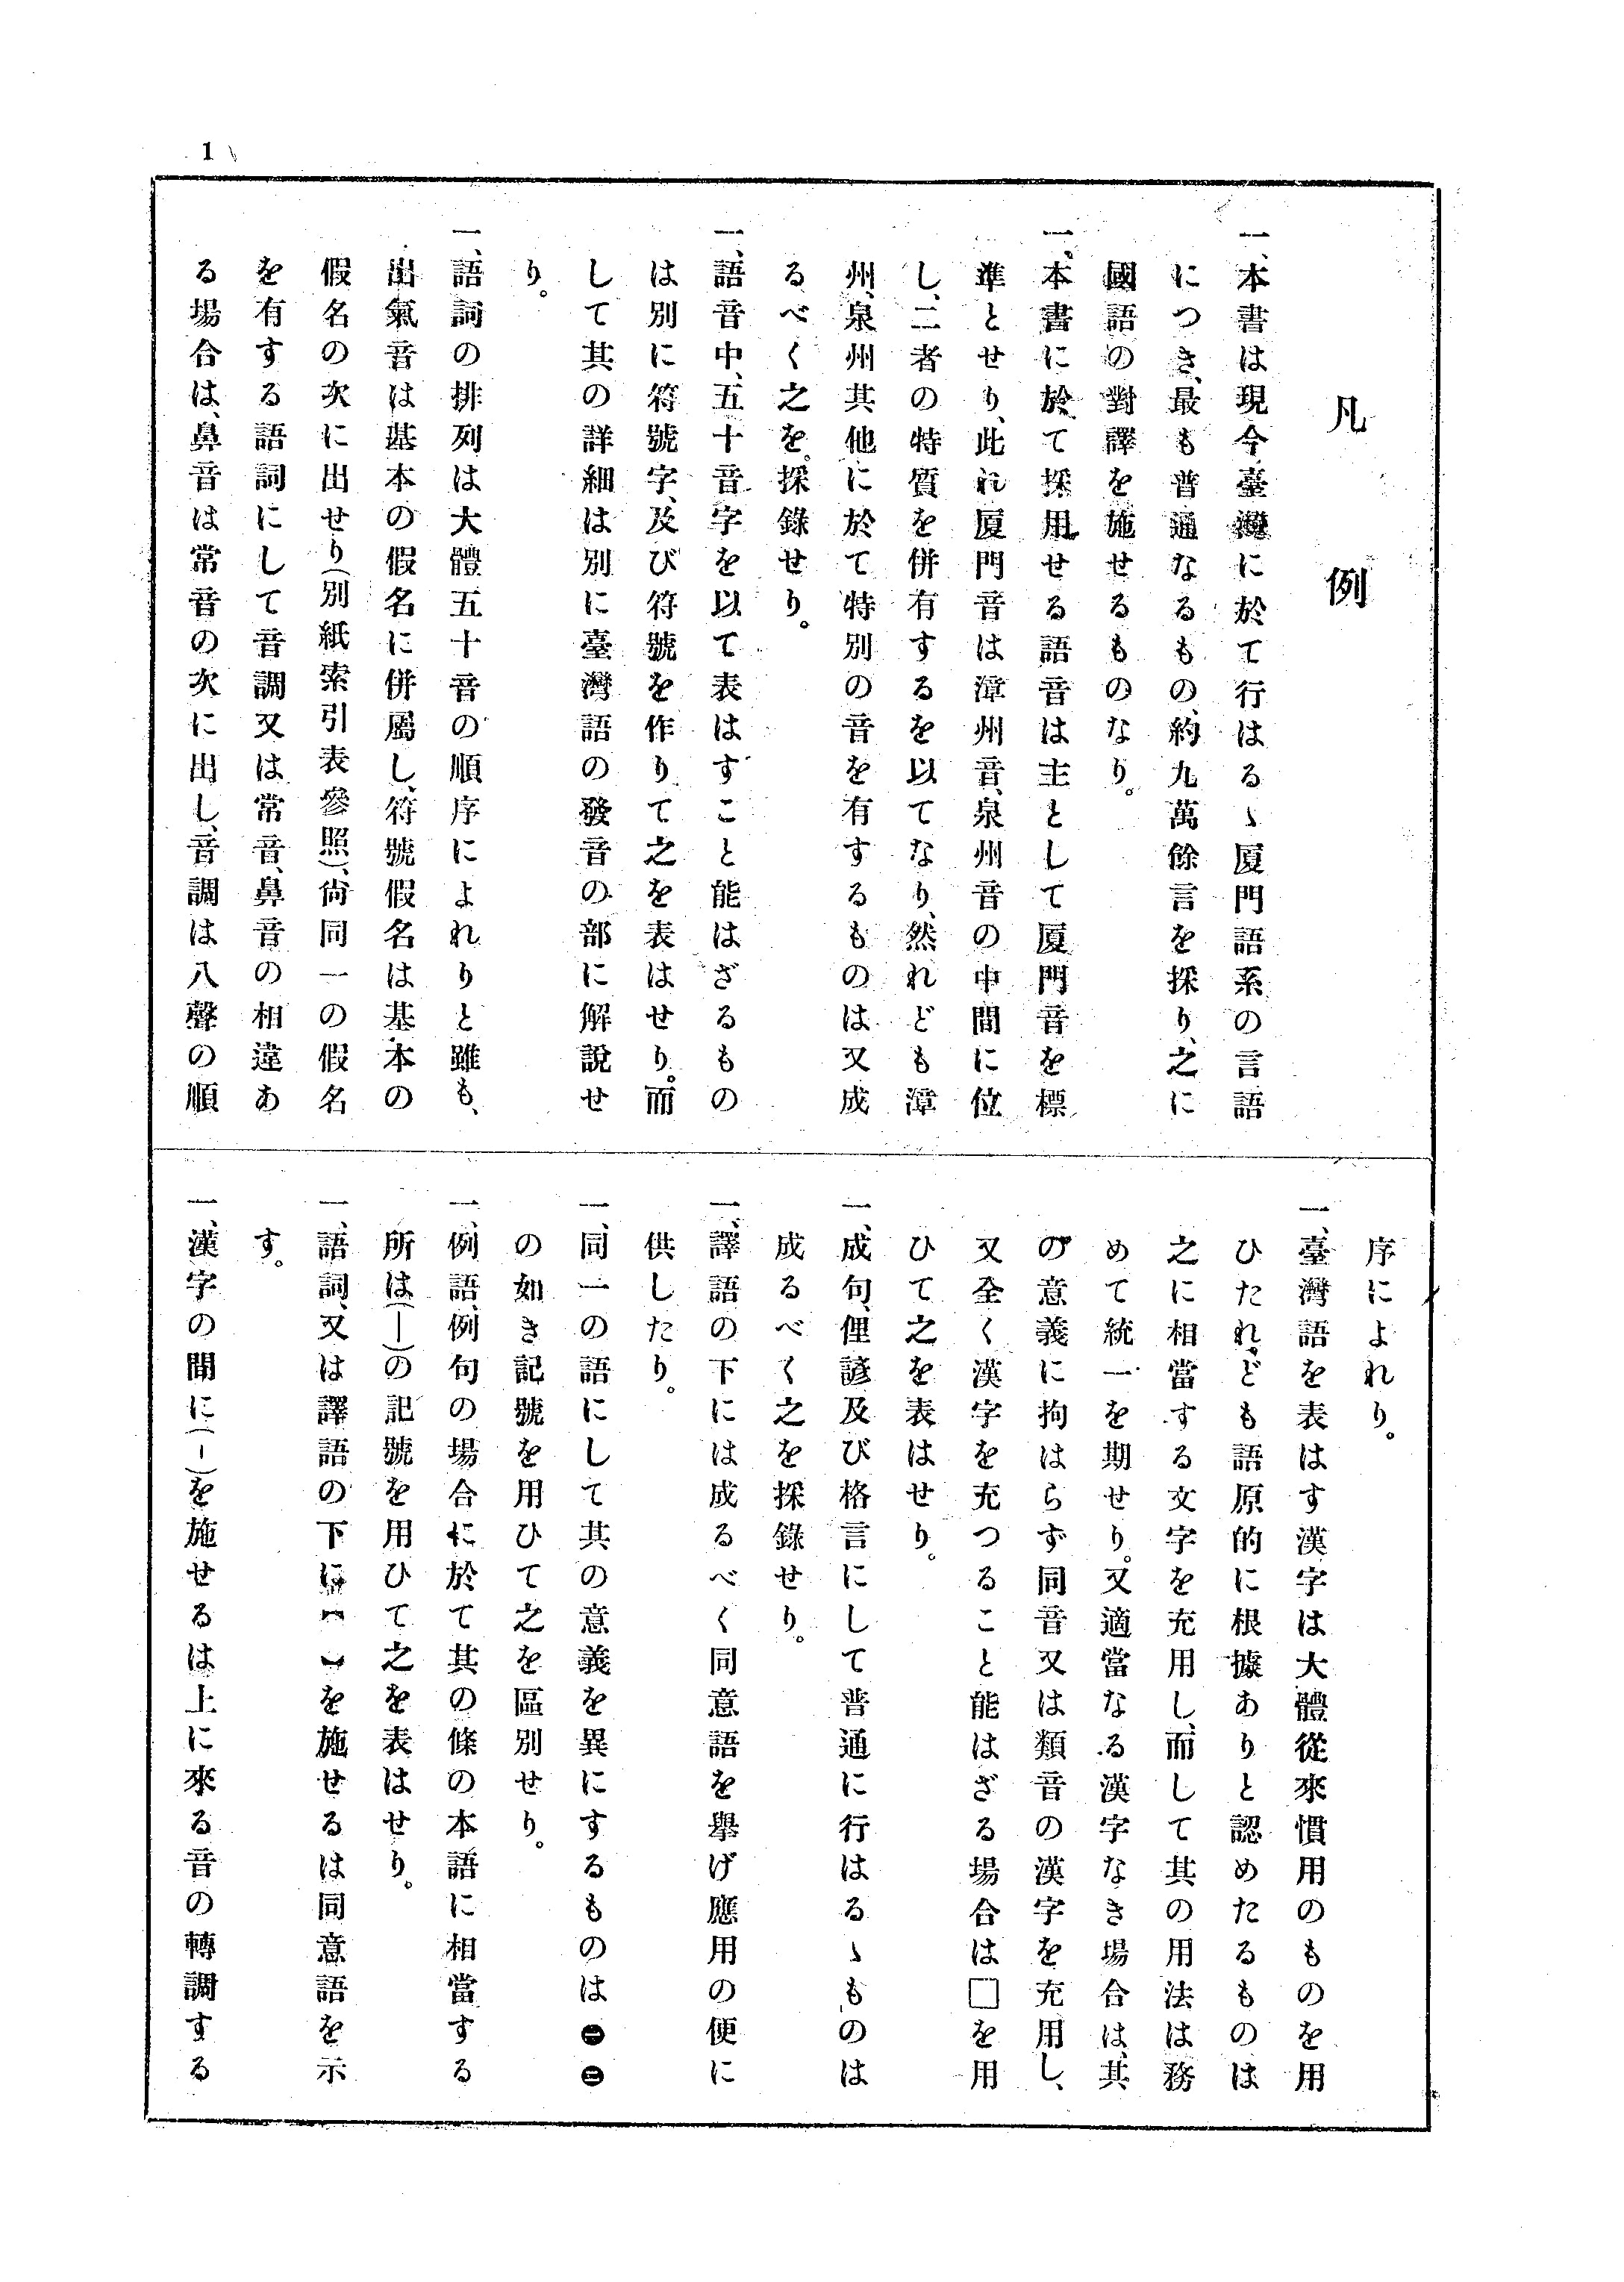 1
凡例
一、本書は現今臺灣に於て行はるゝ厦門語系の言語
につき、最も普通なるもの、約九萬餘言を採り、之に
國語の對譯を施せるものなり。
一、本書に於て採用せる語音は主として厦門音を標
準とせり、此れ厦門音は漳州音、泉州音の中間に位
し、二者の特質を併有するを以てなり、然れども漳
州、泉州其他に於て特別の音を有するものは又成
るべく之を採錄せり。
一、語音中、五十音字を以て表はすこと能はざるもの
は別に符號字、及び符號を作りて之を表はせり。而
して其の詳細は別に臺灣語の發音の部に解說せ
り。
一、語詞の排列は大體五十音の順序によれりと雖も、
出氣音は基本の假名に併屬し、符號假名は基本の
假名の次に出せり(別紙索引表參照)、尙同一の假名
を有する語詞にして音調又は常音、鼻音の相違あ
る場合は、鼻音は常音の次に出し、音調は八聲の順
序によれり。
一、臺灣語を表はす漢字は大體從來慣用のものを用
ひたれども語原的に根據ありと認めたるものは
之に相當する文字を充用し、而して其の用法は務
めて統一を期せり。又適當なる漢字なき場合は、其
の意義に拘はらず同音又は類音の漢字を充用し、
又全く漢字を充つること能はざる場合は□を用
ひて之を表はせり。
一、成句、俚諺及び格言にして普通に行はるゝものは
成るべく之を採錄せり。
一、譯語の下には成るべく同意語を擧げ應用の便に
供したり。
一、同一の語にして其の意義を異にするものは㊀㊁
の如き記號を用ひて之を區別せり。
一、例語、例句の場合に於て其の條の本語に相當する
所は(—)の記號を用ひて之を表はせり。
一、語詞、又は譯語の下に【】を施せるは同意語を示
す。
一、漢字の間に(-)を施せるは上に來る音の轉調する